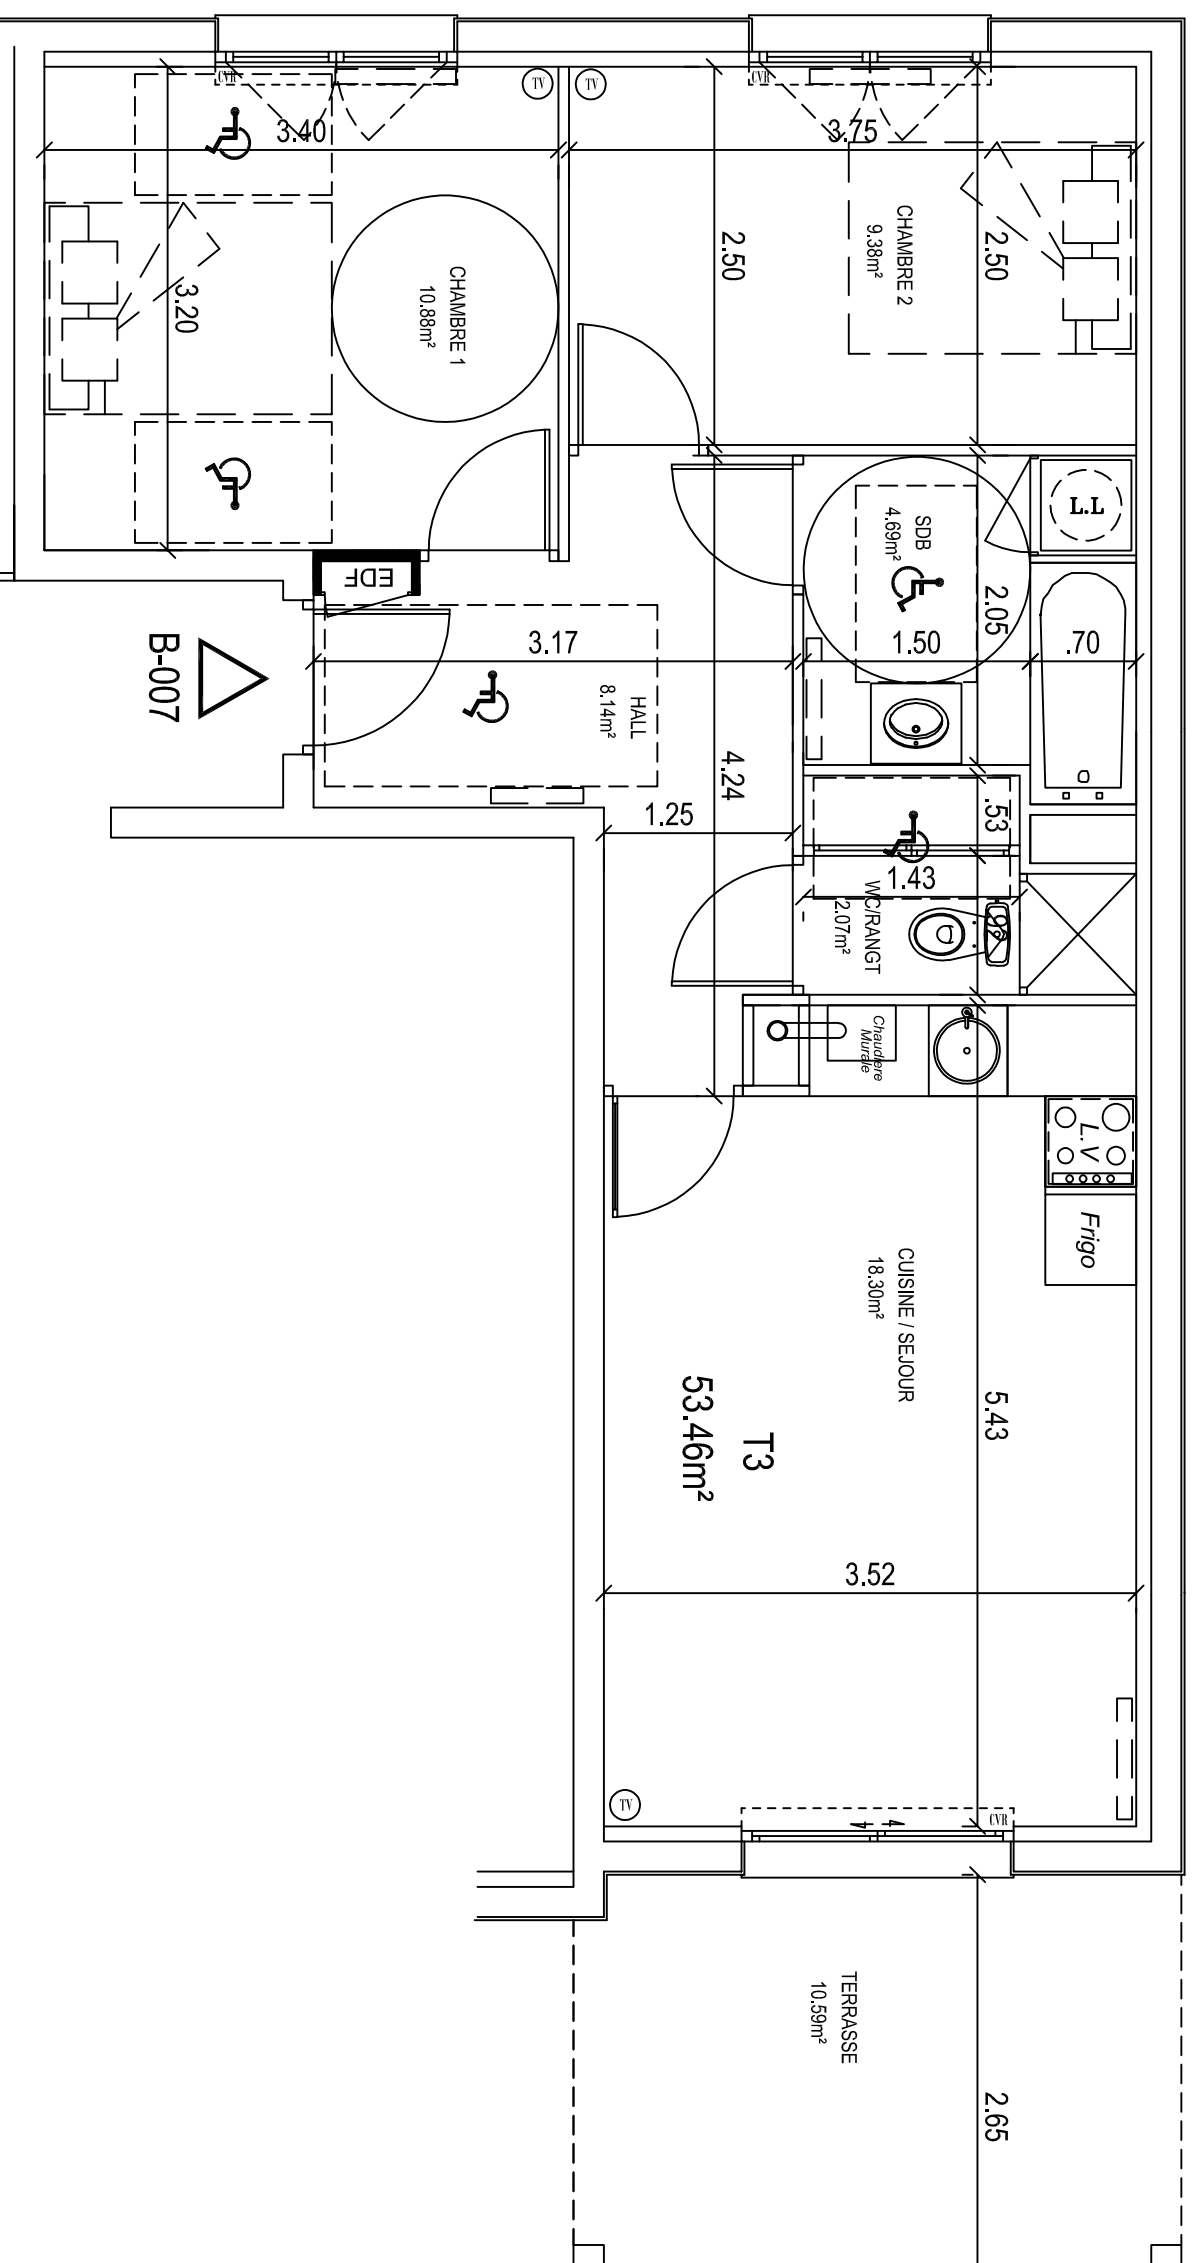 CVR
TV
TV
CVR
3.40
3.75
2.50
2.50
CHAMBRE 2
9.38m²
3.20
CHAMBRE 1
10.88m²
L.L
SDB
4.69m²
EDF
2.05
B-007
3.17
1.50
.70
HALL
8.14m²
4.24
.53
1.25
1.43
WC/RANGT
2.07m²
Chaudiere
Murale
L.V
Frigo
CUISINE / SEJOUR
18.30m²
5.43
T3
53.46m²
3.52
TV
CVR
TERRASSE
10.59m²
2.65